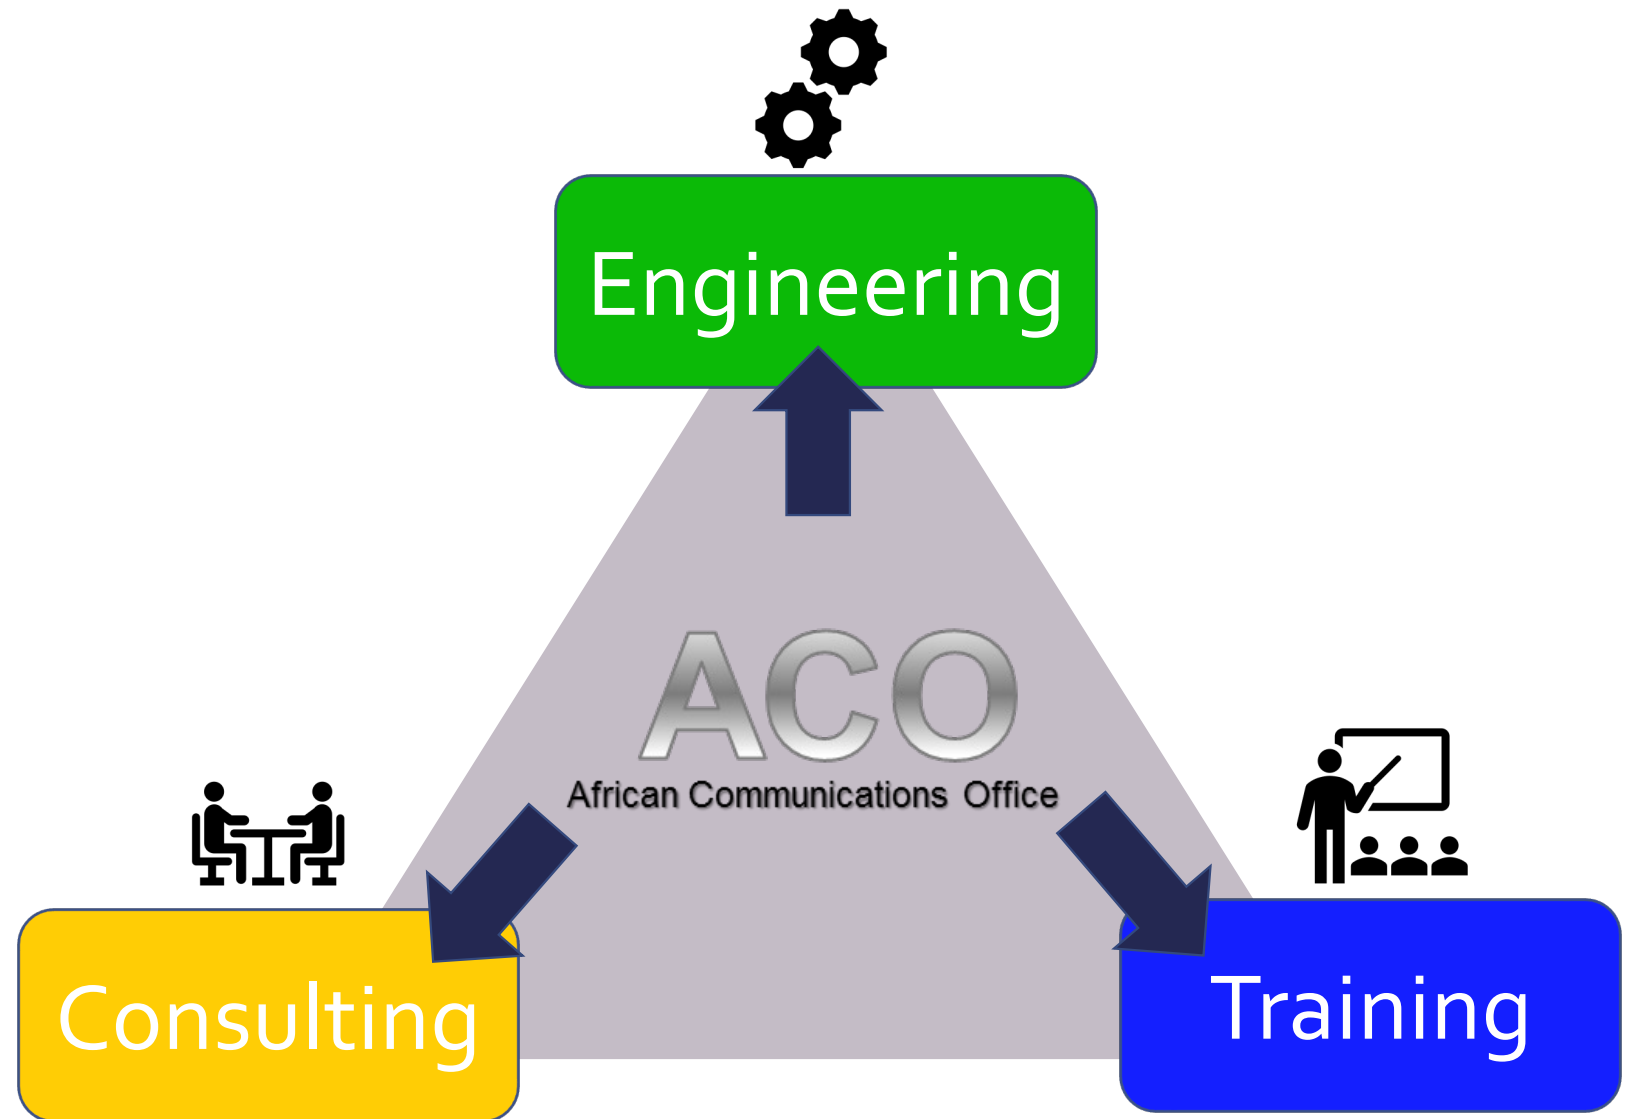 Engineering
ACO
African Communications Office
Consulting
Training